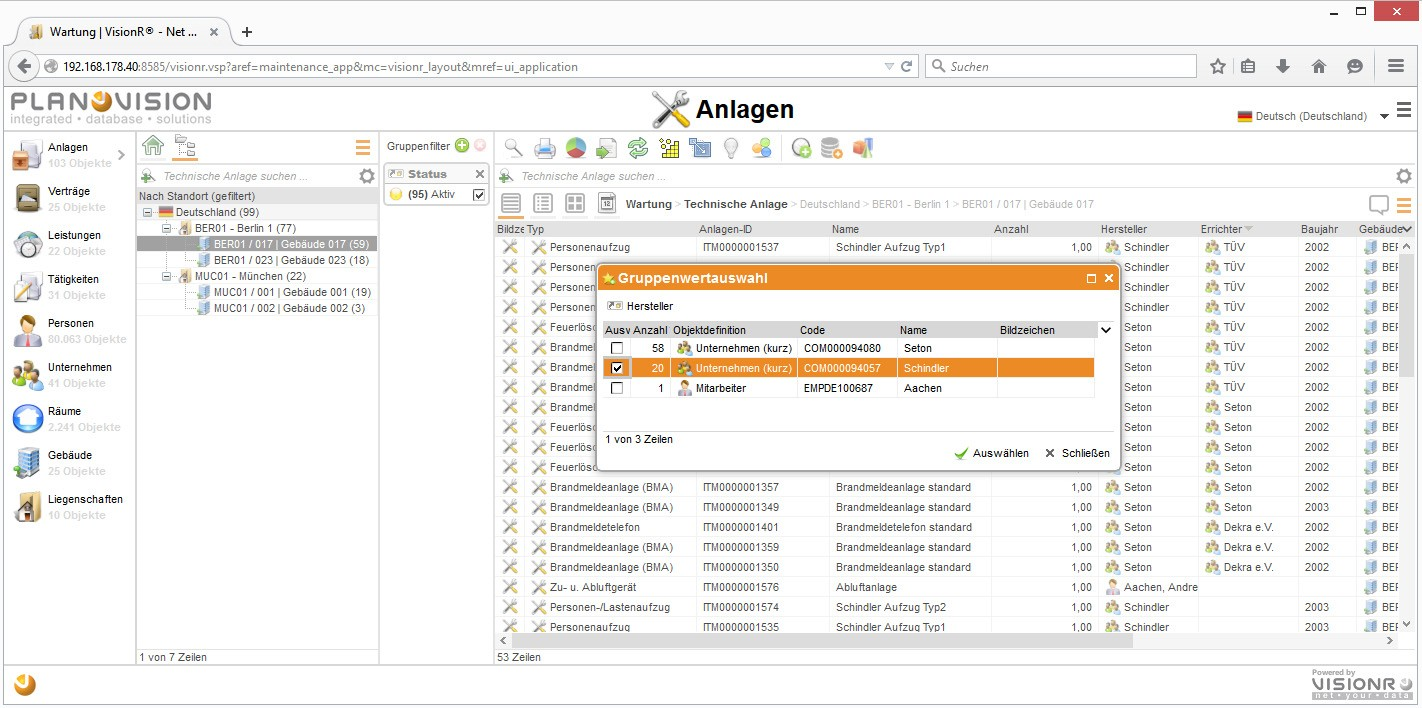 Wartung | VisionR® - Net ...
192.168.178.40:8585/visionr.vsp?aref=maintenance_app&mc=visionr_layout&mref=ui_application
Suchen
PLANOVISION
integrated • database • solutions
Anlagen
Deutsch (Deutschland)
Anlagen
103 Objekte
Verträge
25 Objekte
Leistungen
22 Objekte
Tätigkeiten
31 Objekte
Personen
80.063 Objekte
Unternehmen
41 Objekte
Räume
2.241 Objekte
Gebäude
25 Objekte
Liegenschaften
10 Objekte
Technische Anlage suchen ...
Nach Standort (gefiltert)
Deutschland (99)
BER01 - Berlin 1 (77)
BER01 / 017 | Gebäude 017 (59)
BER01 / 023 | Gebäude 023 (18)
MUC01 - München (22)
MUC01 / 001 | Gebäude 001 (19)
MUC01 / 002 | Gebäude 002 (3)
1 von 7 Zeilen
Gruppenfilter
Status
(95) Aktiv
Technische Anlage suchen ...
12
Wartung > Technische Anlage > Deutschland > BER01 - Berlin 1 > BER01 / 017 | Gebäude 017
Bildze Typ Anlagen-ID Name Anzahl Hersteller Errichter Baujahr Gebäude
Personenaufzug ITM0000001537 Schindler Aufzug Typ1 1,00 Schindler TÜV 2002 BER
Personen Schindler TÜV 2002 BER
Personen Schindler TÜV 2002 BER
Personen Schindler TÜV 2002 BER
Feuerlös Seton TÜV 2002 BER
Brandmel Seton TÜV 2002 BER
Brandmel Seton TÜV 2002 BER
Brandmel Seton TÜV 2002 BER
Brandmel Seton Seton 2002 BER
Feuerlös Seton Seton 2002 BER
Feuerlös Seton Seton 2002 BER
Feuerlös Seton Seton 2002 BER
Brandmeldeanlage (BMA) ITM0000001357 Brandmeldeanlage standard 1,00 Seton Seton 2002 BER
Brandmeldeanlage (BMA) ITM0000001349 Brandmeldeanlage standard 1,00 Seton Seton 2003 BER
Brandmeldetelefon ITM0000001401 Brandmeldetelefon standard 1,00 Seton Dekra e.V. 2002 BER
Brandmeldeanlage (BMA) ITM0000001359 Brandmeldeanlage standard 1,00 Seton Dekra e.V. 2002 BER
Brandmeldeanlage (BMA) ITM0000001350 Brandmeldeanlage standard 1,00 Seton Dekra e.V. 2002 BER
Zu- u. Abluftgerät ITM0000001576 Abluftanlage 1,00 Aachen, Andre BER
Personen-/Lastenaufzug ITM0000001574 Schindler Aufzug Typ2 1,00 Schindler 2003 BER
Personenaufzug ITM0000001535 Schindler Aufzug Typ1 1,00 Schindler 2003 BER
53 Zeilen
Gruppenwertauswahl
Hersteller
Ausv Anzahl Objektdefinition Code Name Bildzeichen
58 Unternehmen (kurz) COM000094080 Seton
20 Unternehmen (kurz) COM000094057 Schindler
1 Mitarbeiter EMPDE100687 Aachen
1 von 3 Zeilen
Auswählen Schließen
Powered by
VISIONR
net • your • data